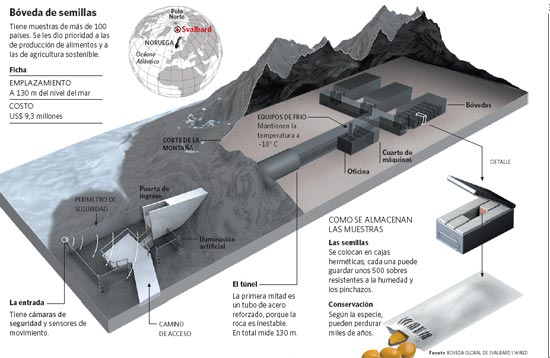 Bóveda de semillas
Tiene muestras de más de 100
países. Se les dio prioridad a las
de producción de alimentos y a
las de agricultura sostenible.
Ficha
EMPLAZAMIENTO
A 130 m del nivel del mar
COSTO
US$ 9,3 millones
Polo
Norte
Svalbard
NORUEGA
Océano
Atlántico
CORTE DE LA
MONTAÑA
EQUIPOS DE FRIO
Mantienen la
temperatura a
-18° C
Bóvedas
Cuarto de
máquinas
Oficina
DETALLE
Puerta de
ingreso
PERIMETRO DE
SEGURIDAD
Iluminación
artificial
La entrada
Tiene cámaras de
seguridad y sensores de
movimiento.
CAMINO
DE ACCESO
El túnel
La primera mitad es
un tubo de acero
reforzado, porque la
roca es inestable.
En total mide 130 m.
COMO SE ALMACENAN
LAS MUESTRAS
Las semillas
Se colocan en cajas
herméticas; cada una puede
guardar unos 500 sobres
resistentes a la humedad y
los pinchazos.
Conservación
Según la especie,
pueden perdurar
miles de años.
Fuente BOVEDA GLOBAL DE SVALBARD / WIRED